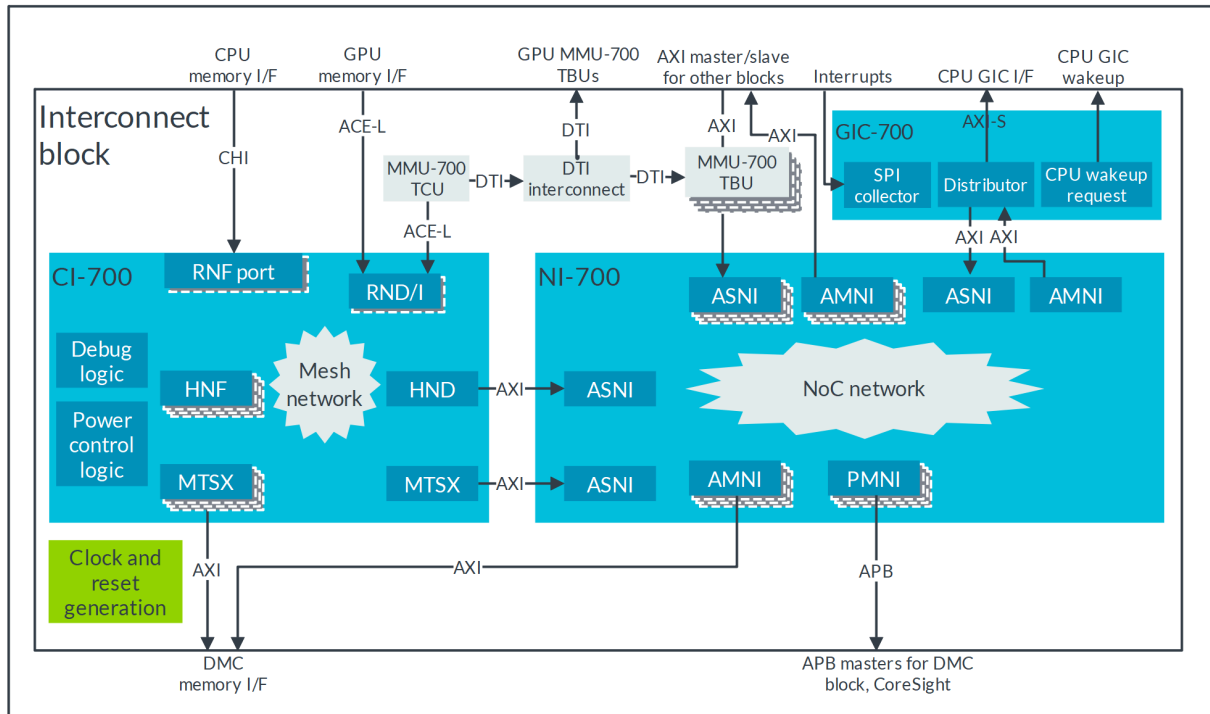 CPU
memory I/F
GPU
memory I/F
GPU MMU-700
TBUs
AXI master/slave
for other blocks
Interrupts
CPU GIC I/F
CPU GIC
wakeup
Interconnect
block
CHI
ACE-L
DTI
AXI
AXI
AXI-S
GIC-700
MMU-700
TCU
DTI
DTI
interconnect
DTI
MMU-700
TBU
SPI
collector
Distributor
CPU wakeup
request
ACE-L
AXI
AXI
CI-700
RNF port
RND/I
NI-700
ASNI
AMNI
ASNI
AMNI
Debug
logic
HNF
Mesh
network
HND
AXI
ASNI
NoC network
Power
control
logic
MTSX
MTSX
AXI
ASNI
AMNI
PMNI
Clock and
reset
generation
AXI
AXI
APB
DMC
memory I/F
APB masters for DMC
block, CoreSight